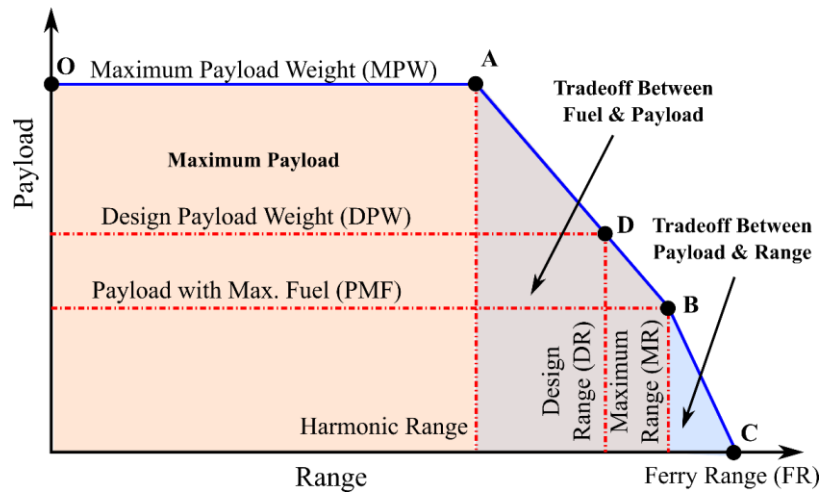 O
A
Maximum Payload Weight (MPW)
Tradeoff Between
Fuel & Payload
Maximum Payload
Payload
Design Payload Weight (DPW)
D
Tradeoff Between
Payload & Range
Payload with Max. Fuel (PMF)
B
Design
Range (DR)
Maximum
Range (MR)
Harmonic Range
C
Range
Ferry Range (FR)